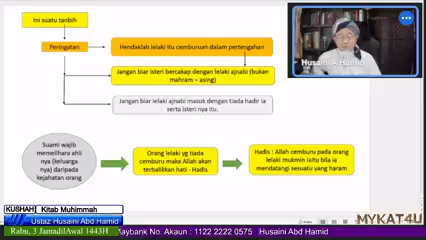 Ini suatu tanbih
Peringatan
Hendaklah lelaki itu cemburuan dalam pertengahan
Jangan biar isteri bercakap dengan lelaki ajnabi (bukan
mahram – asing)
Jangan biar lelaki ajnabi masuk dengan tiada hadir ia
serta isteri nya itu.
Suami wajib
memelihara ahli
nya (keluarga
nya) daripada
kejahatan orang
Orang lelaki yg tiada
cemburu maka Allah akan
terbalikkan hati - Hadis
Hadis : Allah cemburu pada orang
lelaki mukmin iaitu bila ia
mendatangi sesuatu yang haram
Husaini A Hamid
MYKAT4U
KUSHAH Kitab Muhimmah
Ustaz Husaini Abd Hamid
Rabu, 3 JamadilAwal 1443H
Maybank No. Akaun : 1122 2222 0575 Husaini Abd Hamid